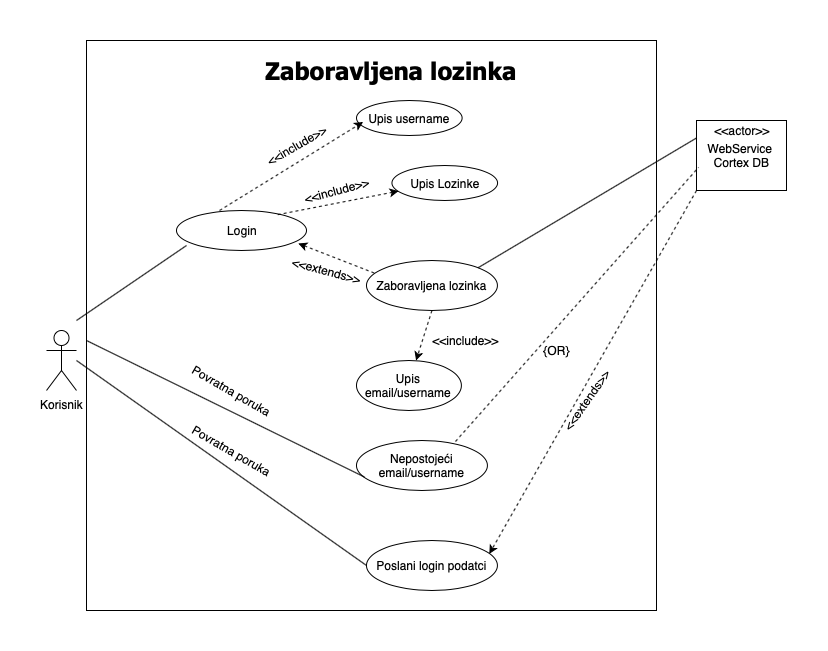 Zaboravljena lozinka
Upis username
<<actor>>
WebService
Cortex DB
<<include>>
Upis Lozinke
<<include>>
Login
<<extends>>
Zaboravljena lozinka
<<include>>
{OR}
Upis
email/username
Povratna poruka
<<extends>>
Korisnik
Povratna poruka
Nepostojeći
email/username
Poslani login podatci